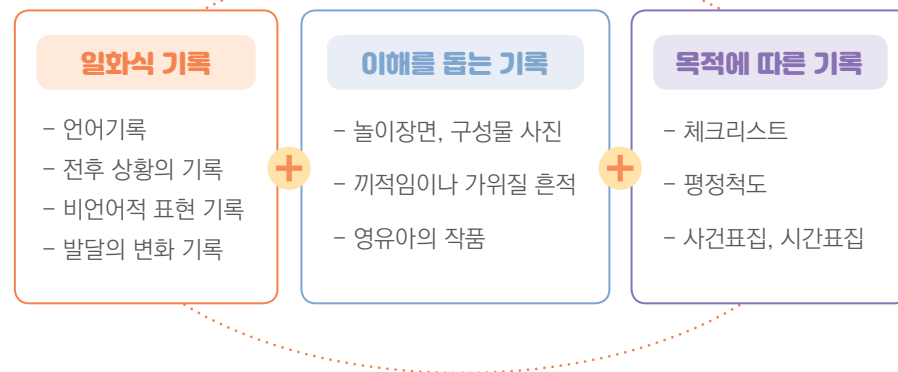 일화식 기록
- 언어기록
- 전후 상황의 기록
- 비언어적 표현 기록
- 발달의 변화 기록
+
이해를 돕는 기록
- 놀이장면, 구성물 사진
- 끼적임이나 가위질 흔적
- 영유아의 작품
+
목적에 따른 기록
- 체크리스트
- 평정척도
- 사건표집, 시간표집